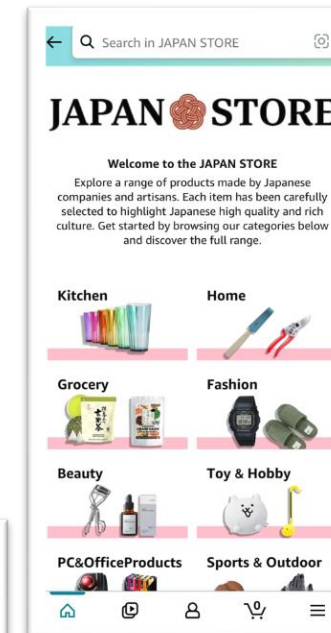 Search in JAPAN STORE
JAPAN STORE
Welcome to the JAPAN STORE
Explore a range of products made by Japanese
companies and artisans. Each item has been carefully
selected to highlight Japanese high quality and rich
culture. Get started by browsing our categories below
and discover the full range.
Kitchen
Home
Grocery
Fashion
Beauty
Toy & Hobby
PC&OfficeProducts
Sports & Outdoor
0